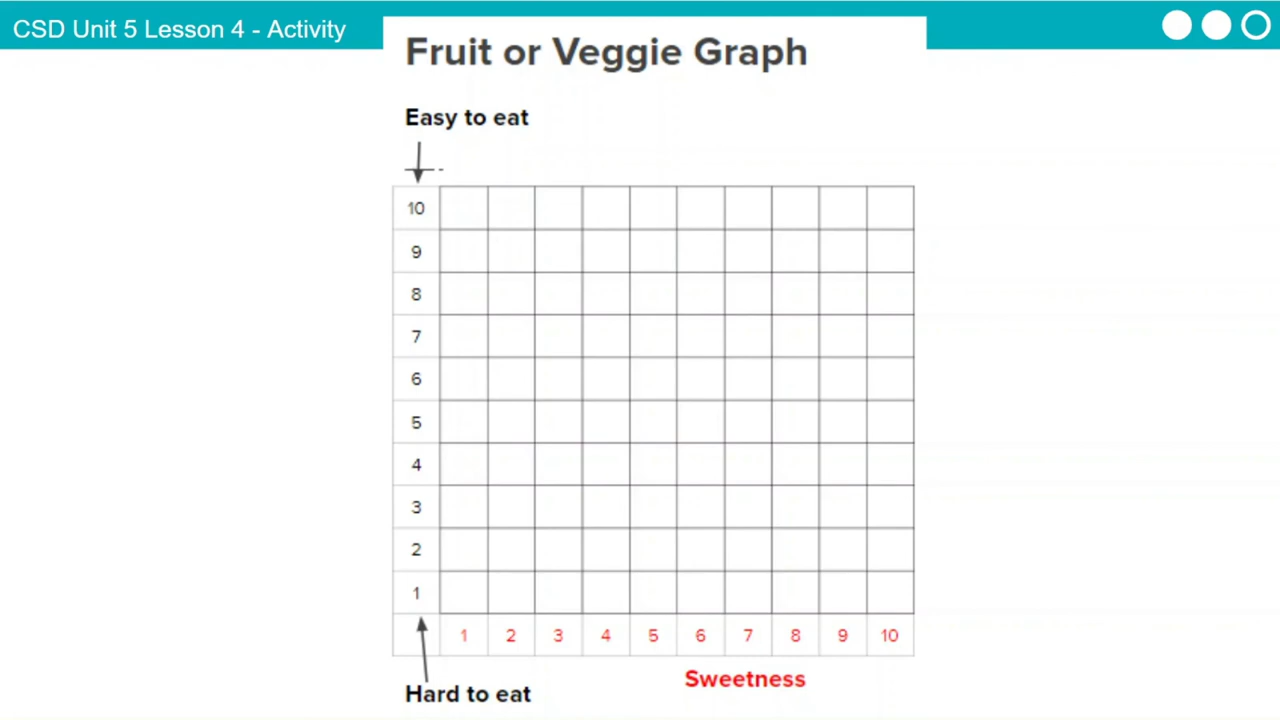 CSD Unit 5 Lesson 4 - Activity
Fruit or Veggie Graph
Easy to eat
10
9
8
7
6
5
4
3
2
1
1 2 3 4 5 6 7 8 9 10
Sweetness
Hard to eat